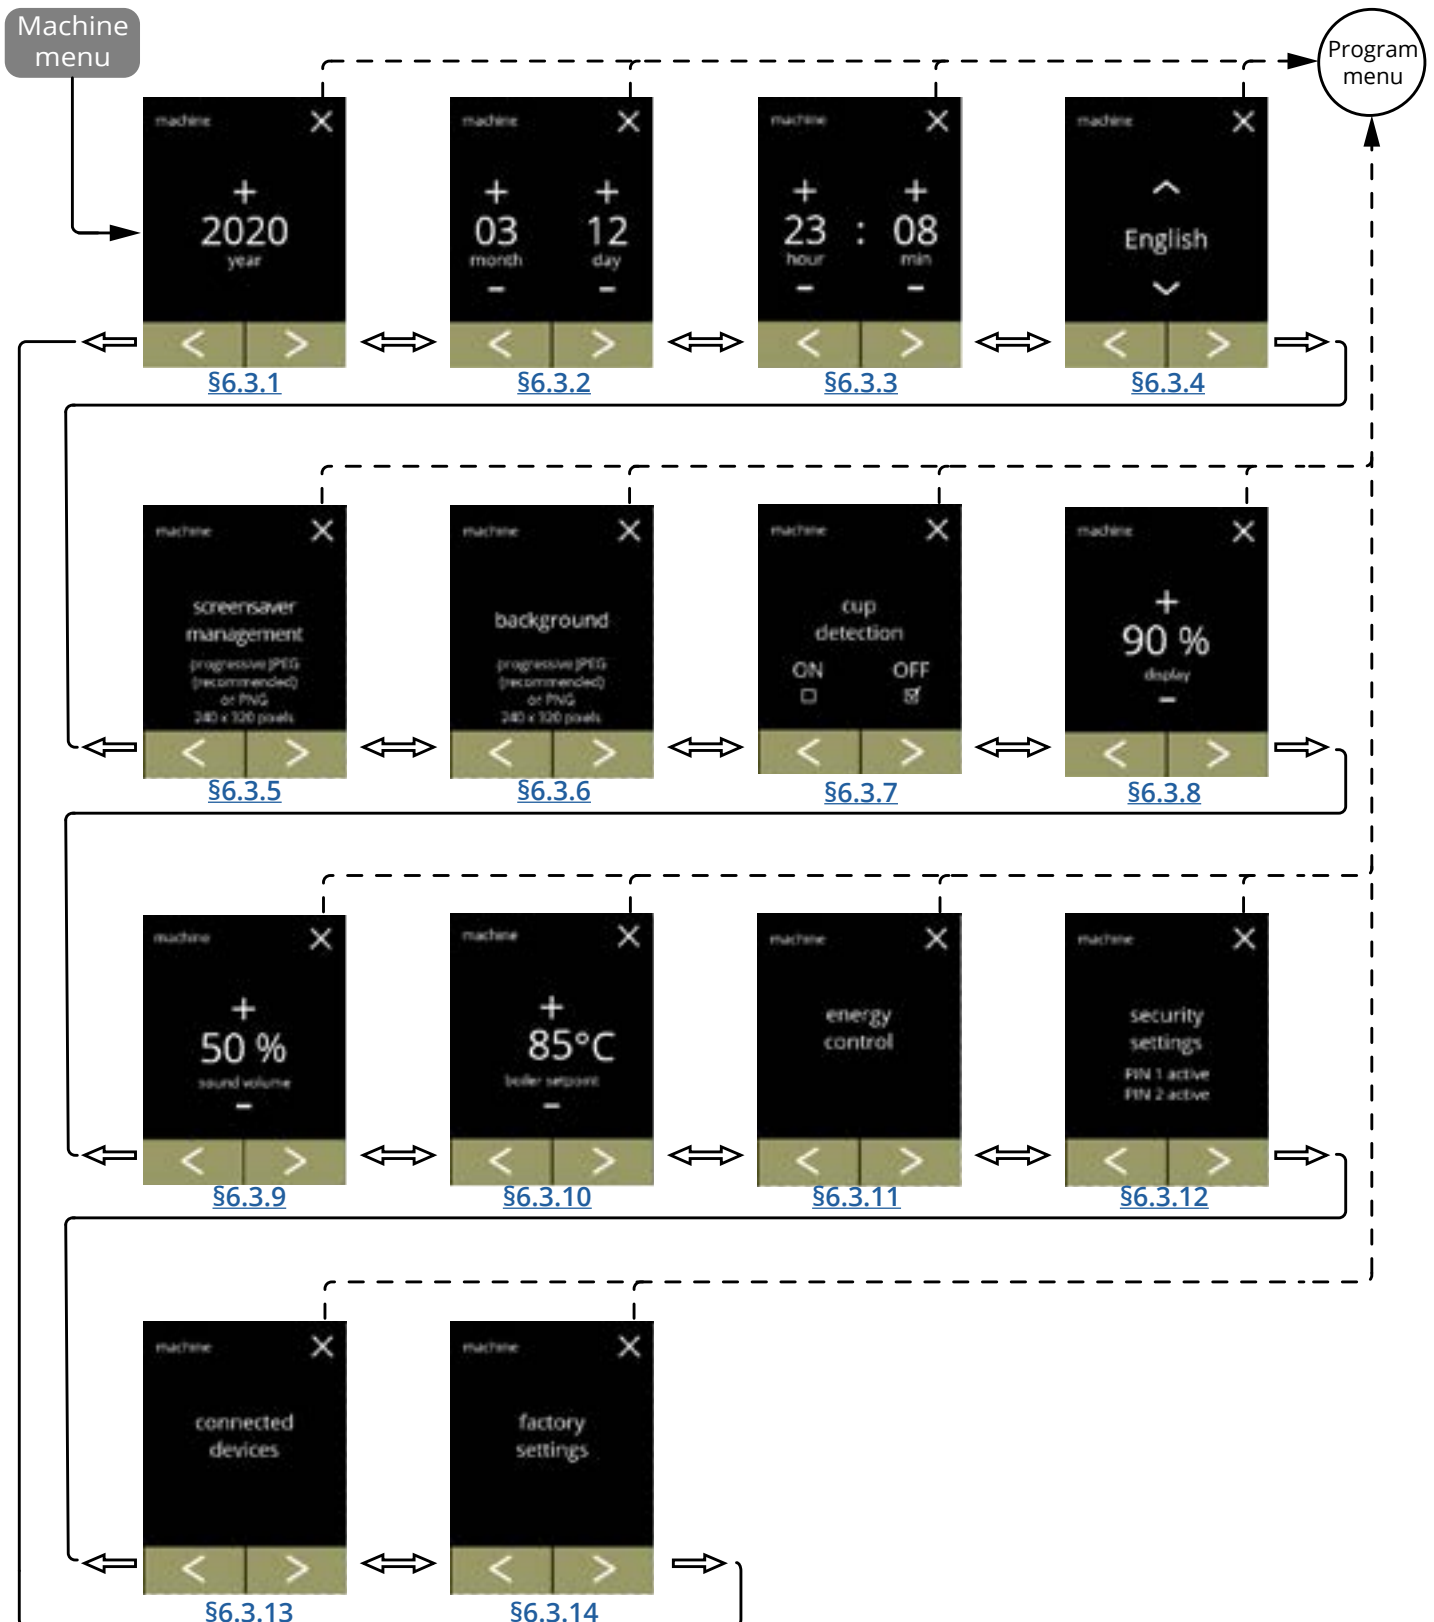 Machine
menu
Program
menu
machine
2020
year
§6.3.1
machine
03 12
month day
§6.3.2
machine
23 : 08
hour min
§6.3.3
machine
English
§6.3.4
machine
screensaver
management
progressive JPEG
(recommended)
or PNG
240 x 320 pixels
§6.3.5
machine
background
progressive JPEG
(recommended)
or PNG
240 x 320 pixels
§6.3.6
machine
cup
detection
ON OFF
§6.3.7
machine
90 %
display
§6.3.8
machine
50 %
sound volume
§6.3.9
machine
85°C
boiler setpoint
§6.3.10
machine
energy
control
§6.3.11
machine
security
settings
PIN 1 active
PIN 2 active
§6.3.12
machine
connected
devices
§6.3.13
machine
factory
settings
§6.3.14